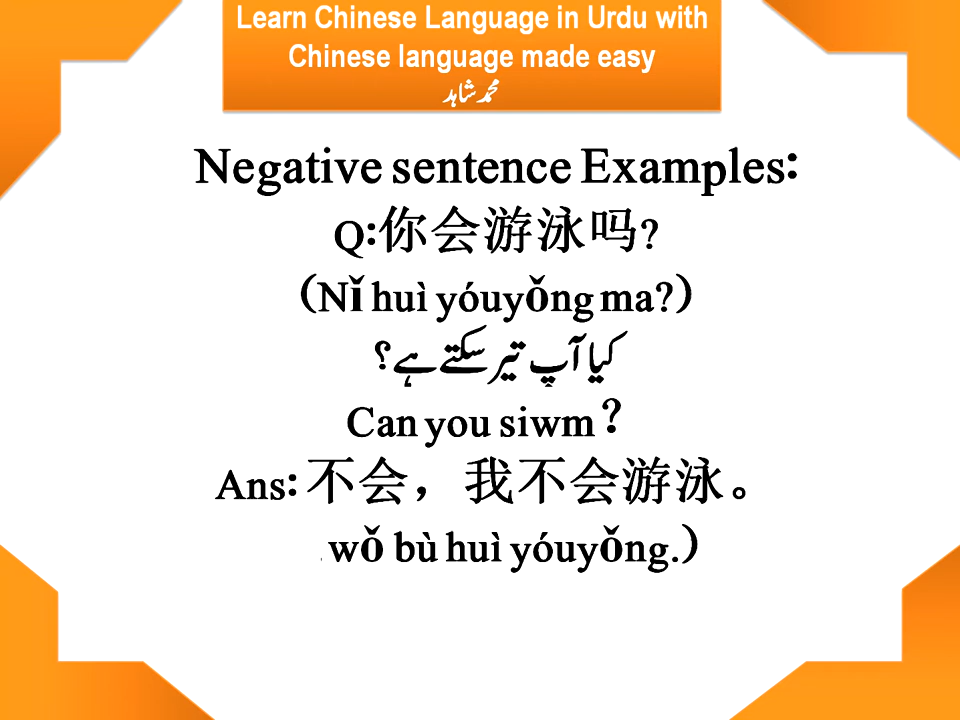 Learn Chinese Language in Urdu with
Chinese language made easy
محمد شاہد
Negative sentence Examples:
Q:你会游泳吗?
(Nǐ huì yóuyǒng ma?)
کیا آپ تیر سکتے ہے؟
Can you siwm？
Ans: 不会，我不会游泳。
wǒ bù huì yóuyǒng.)